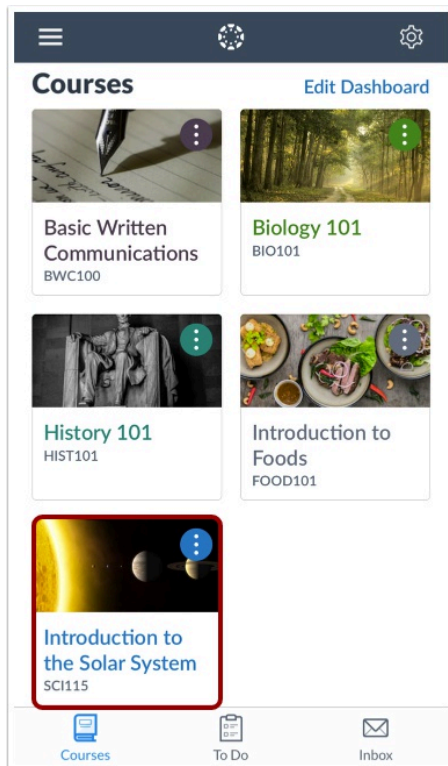 Courses
Edit Dashboard
Basic Written
Communications
BWC100
Biology 101
BIO101
History 101
HIST101
Introduction to
Foods
FOOD101
Introduction to
the Solar System
SCI115
Courses
To Do
Inbox